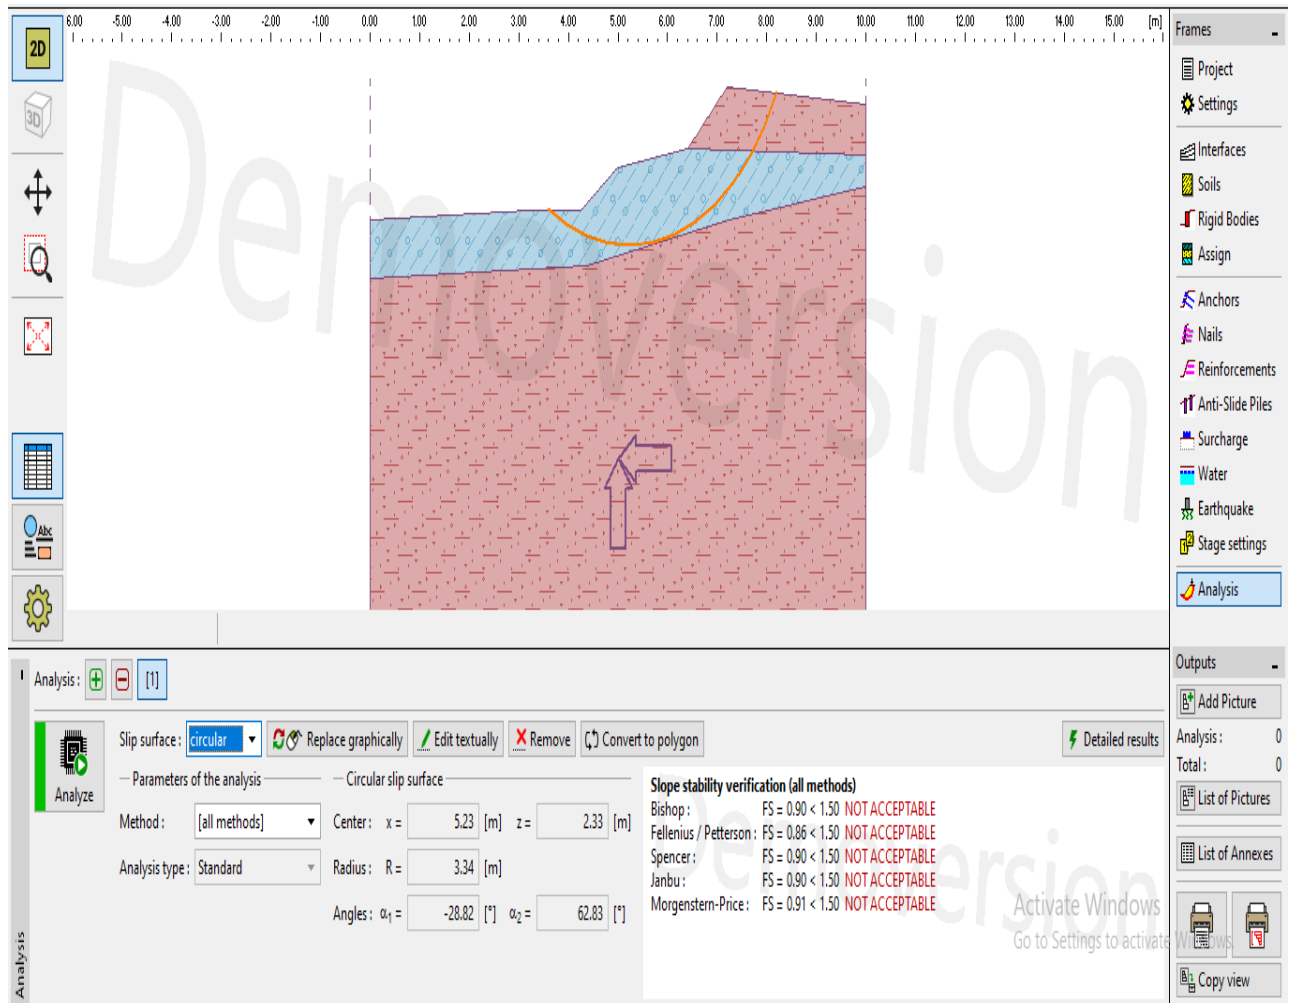 6.00 -5.00 -4.00 -3.00 -2.00 -1.00 0.00 1.00 2.00 3.00 4.00 5.00 6.00 7.00 8.00 9.00 10.00 11.00 12.00 13.00 14.00 15.00 [m]
2D
3D
Abc
Demoversion
Frames
Project
Settings
Interfaces
Soils
Rigid Bodies
Assign
Anchors
Nails
Reinforcements
Anti-Slide Piles
Surcharge
Water
Earthquake
Stage settings
Analysis
Outputs
Add Picture
Analysis : 0
Total : 0
List of Pictures
List of Annexes
Copy view
Analysis
Analysis : [1]
Analyze
Slip surface : circular Replace graphically Edit textually Remove Convert to polygon Detailed results
Parameters of the analysis
Method : [all methods]
Analysis type : Standard
Circular slip surface
Center : x = 5.23 [m] z = 2.33 [m]
Radius : R = 3.34 [m]
Angles : α1 = -28.82 [°] α2 = 62.83 [°]
Slope stability verification (all methods)
Bishop : FS = 0.90 < 1.50 NOT ACCEPTABLE
Fellenius / Petterson : FS = 0.86 < 1.50 NOT ACCEPTABLE
Spencer : FS = 0.90 < 1.50 NOT ACCEPTABLE
Janbu : FS = 0.90 < 1.50 NOT ACCEPTABLE
Morgenstern-Price : FS = 0.91 < 1.50 NOT ACCEPTABLE
Demoversion
Activate Windows
Go to Settings to activate Windows.